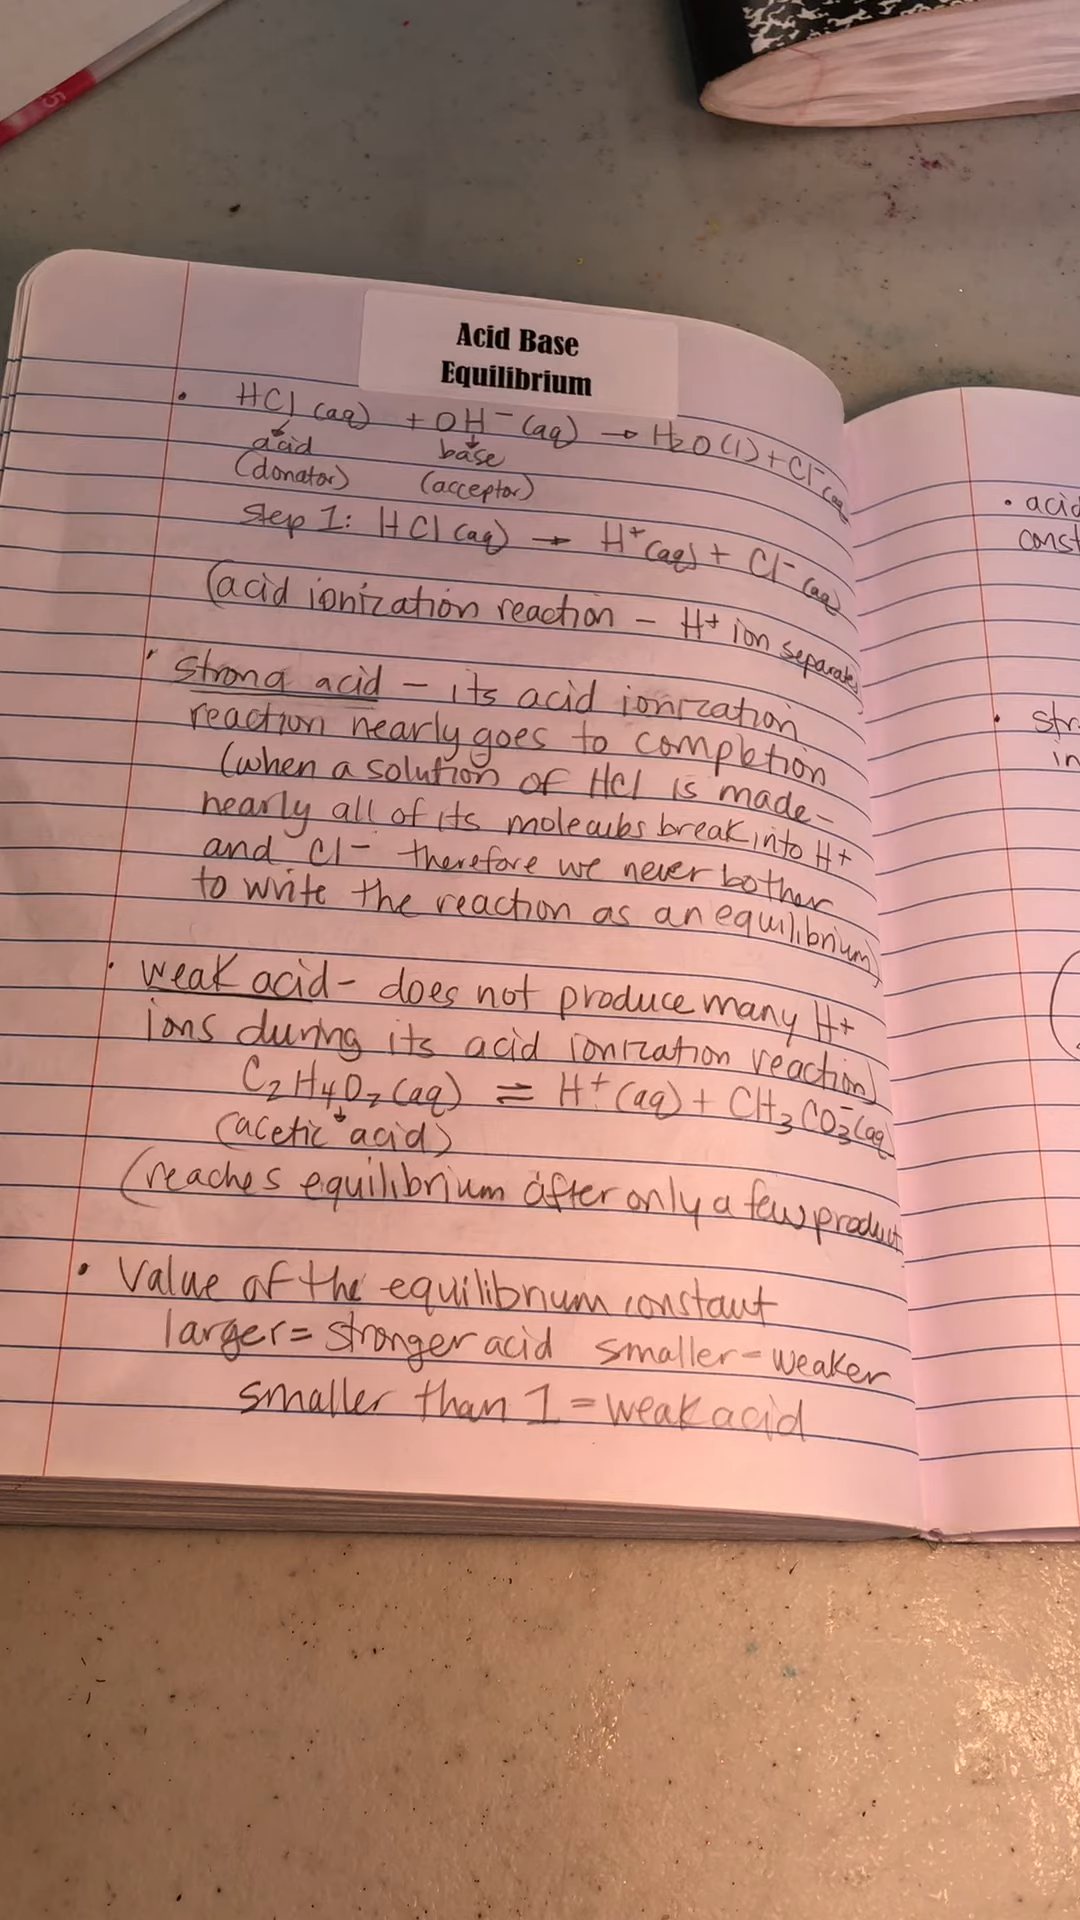 Acid Base
Equilibrium
• HCl (aq) + OH⁻ (aq) → H₂O (l) + Cl⁻ (aq)
↓ ↓
acid base
(donator) (acceptor)
Step 1: HCl (aq) → H⁺ (aq) + Cl⁻ (aq)
(acid ionization reaction – H⁺ ion separates
• strong acid – its acid ionization
reaction nearly goes to completion
(when a solution of HCl is made–
nearly all of its molecules break into H+
and Cl⁻ therefore we never bother
to write the reaction as an equilibrium)
• weak acid – does not produce many H+
ions during its acid ionization reaction)
C₂H₄O₂ (aq) ⇌ H⁺ (aq) + CH₃CO₃⁻ (aq
(acetic acid)
(reaches equilibrium after only a few product
• Value of the equilibrium constant
larger = stronger acid smaller = weaker
smaller than 1 = weak acid
• acid
const
• str
in